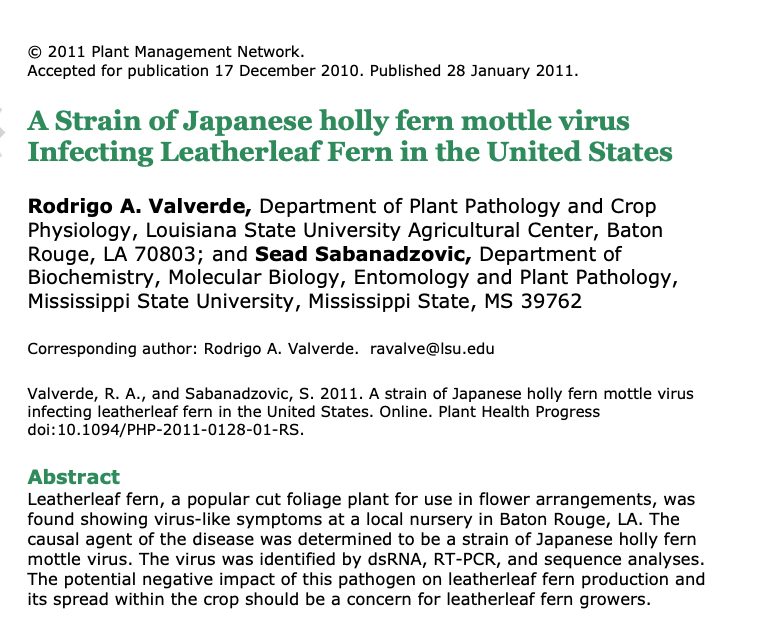 © 2011 Plant Management Network.
Accepted for publication 17 December 2010. Published 28 January 2011.
A Strain of Japanese holly fern mottle virus
Infecting Leatherleaf Fern in the United States
Rodrigo A. Valverde, Department of Plant Pathology and Crop
Physiology, Louisiana State University Agricultural Center, Baton
Rouge, LA 70803; and Sead Sabanadzovic, Department of
Biochemistry, Molecular Biology, Entomology and Plant Pathology,
Mississippi State University, Mississippi State, MS 39762
Corresponding author: Rodrigo A. Valverde.  ravalve@lsu.edu
Valverde, R. A., and Sabanadzovic, S. 2011. A strain of Japanese holly fern mottle virus
infecting leatherleaf fern in the United States. Online. Plant Health Progress
doi:10.1094/PHP-2011-0128-01-RS.
Abstract
Leatherleaf fern, a popular cut foliage plant for use in flower arrangements, was
found showing virus-like symptoms at a local nursery in Baton Rouge, LA. The
causal agent of the disease was determined to be a strain of Japanese holly fern
mottle virus. The virus was identified by dsRNA, RT-PCR, and sequence analyses.
The potential negative impact of this pathogen on leatherleaf fern production and
its spread within the crop should be a concern for leatherleaf fern growers.